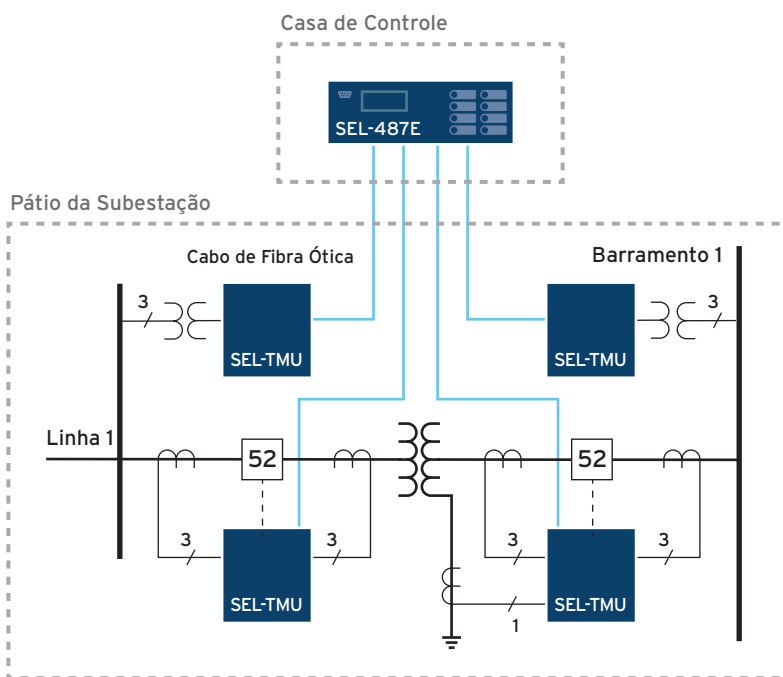 Casa de Controle
SEL-487E
Pátio da Subestação
Cabo de Fibra Ótica
Barramento 1
3
SEL-TMU
SEL-TMU
3
Linha 1
52
52
3
3
3
3
SEL-TMU
SEL-TMU
1